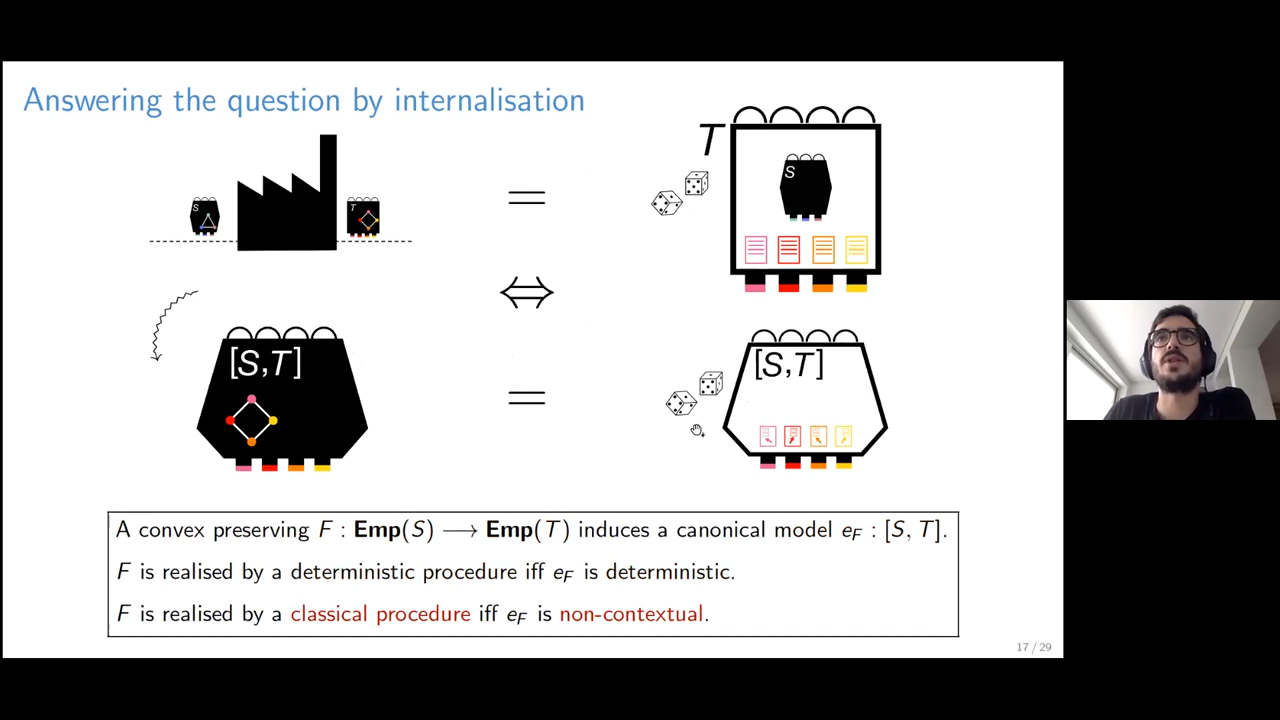 Answering the question by internalisation
S
T
=
T
S
⇔
[S,T]
=
[S,T]
A convex preserving F : Emp(S) ⟶ Emp(T) induces a canonical model e_F : [S, T].
F is realised by a deterministic procedure iff e_F is deterministic.
F is realised by a classical procedure iff e_F is non-contextual.
17 / 29